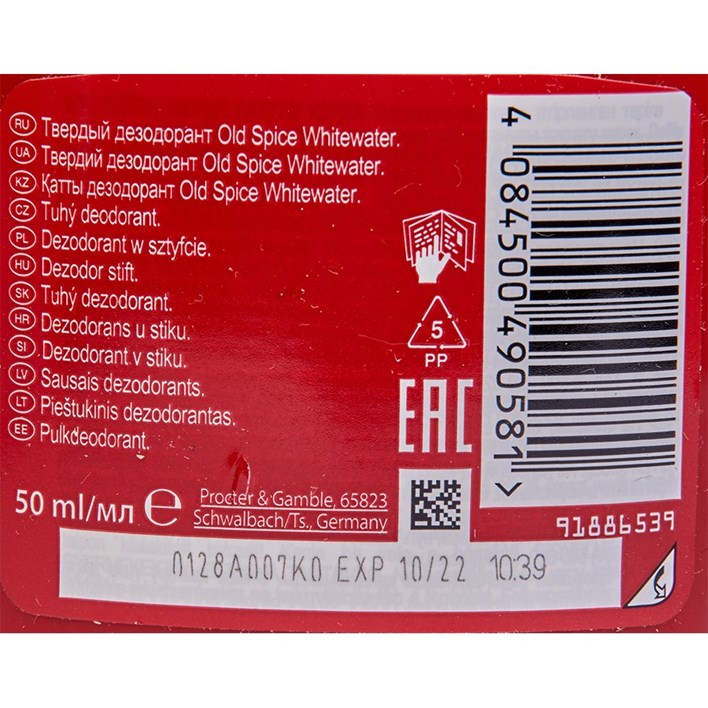 RU Твердый дезодорант Old Spice Whitewater.
UA Твердий дезодорант Old Spice Whitewater.
KZ Қатты дезодорант Old Spice Whitewater.
CZ Tuhý deodorant.
PL Dezodorant w sztyfcie.
HU Dezodor stift.
SK Tuhý dezodorant.
HR Dezodorans u stiku.
SI Dezodorant v stiku.
LV Sausais dezodorants.
LT Pieštukinis dezodorantas.
EE Pulkdeodorant.
5
PP
EAC
4 084500 490581 >
50 ml/мл e
Procter & Gamble, 65823
Schwalbach/Ts., Germany
91886539
0128A007K0 EXP 10/22 10:39